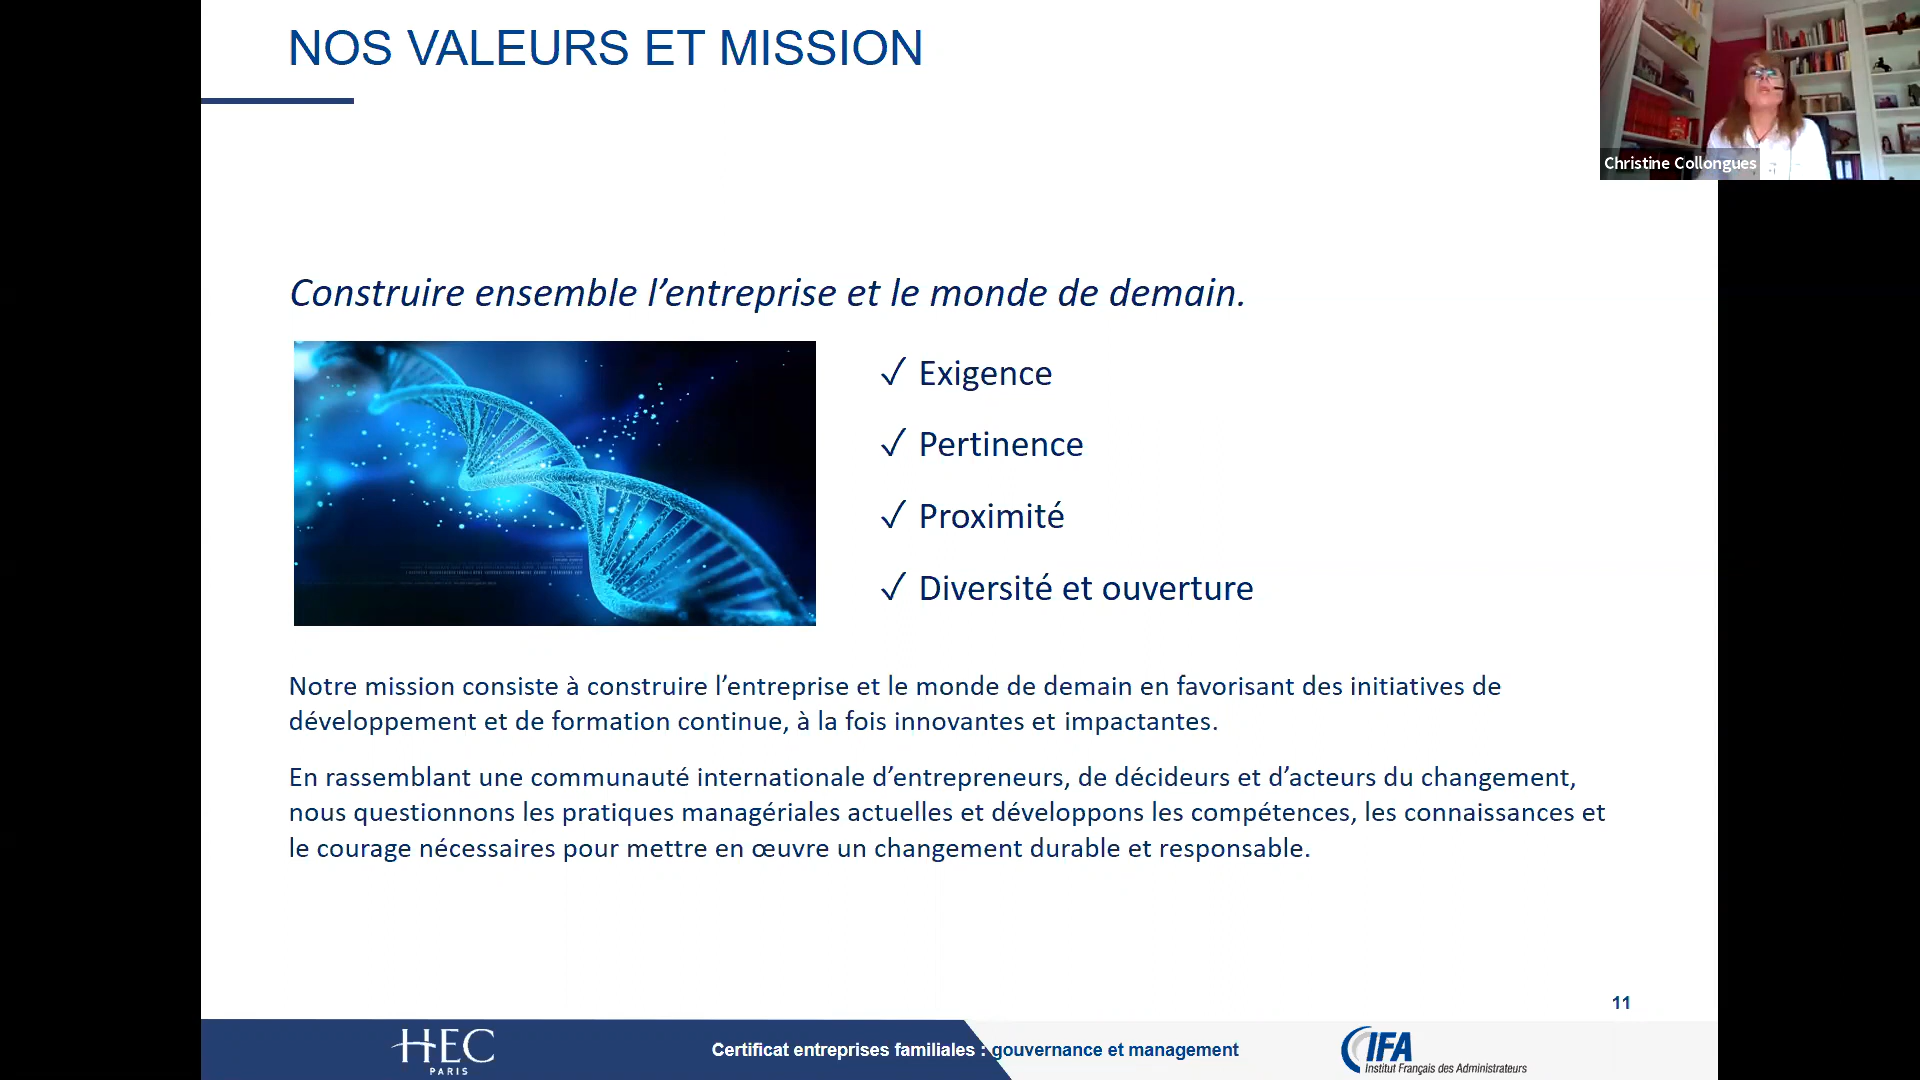 NOS VALEURS ET MISSION
Christine Collongues
Construire ensemble l’entreprise et le monde de demain.
✓ Exigence
✓ Pertinence
✓ Proximité
✓ Diversité et ouverture
Notre mission consiste à construire l’entreprise et le monde de demain en favorisant des initiatives de
développement et de formation continue, à la fois innovantes et impactantes.
En rassemblant une communauté internationale d’entrepreneurs, de décideurs et d’acteurs du changement,
nous questionnons les pratiques managériales actuelles et développons les compétences, les connaissances et
le courage nécessaires pour mettre en œuvre un changement durable et responsable.
11
HEC
PARIS
Certificat entreprises familiales : gouvernance et management
IFA
Institut Français des Administrateurs